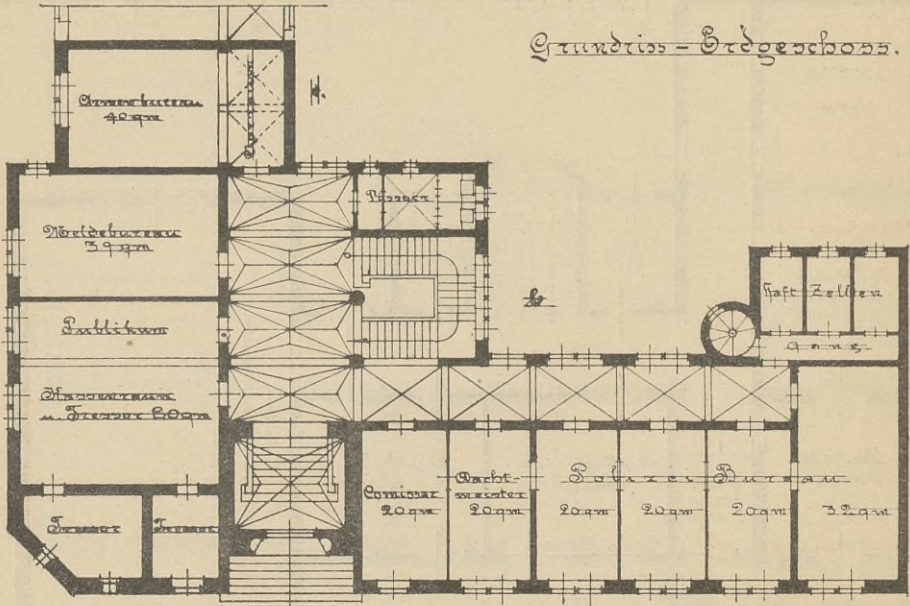 Grundriss - Erdgeschoss.
Armenbureau
40qm
Meldebureau
39qm
Publikum
Kassenraum
u. Tresor 60qm
Tresor
Tresor
Comissar
20qm
Wacht-
meister
20qm
Polizei Bureau
20qm
20qm
20qm
32qm
Haft Zellen
Gang.